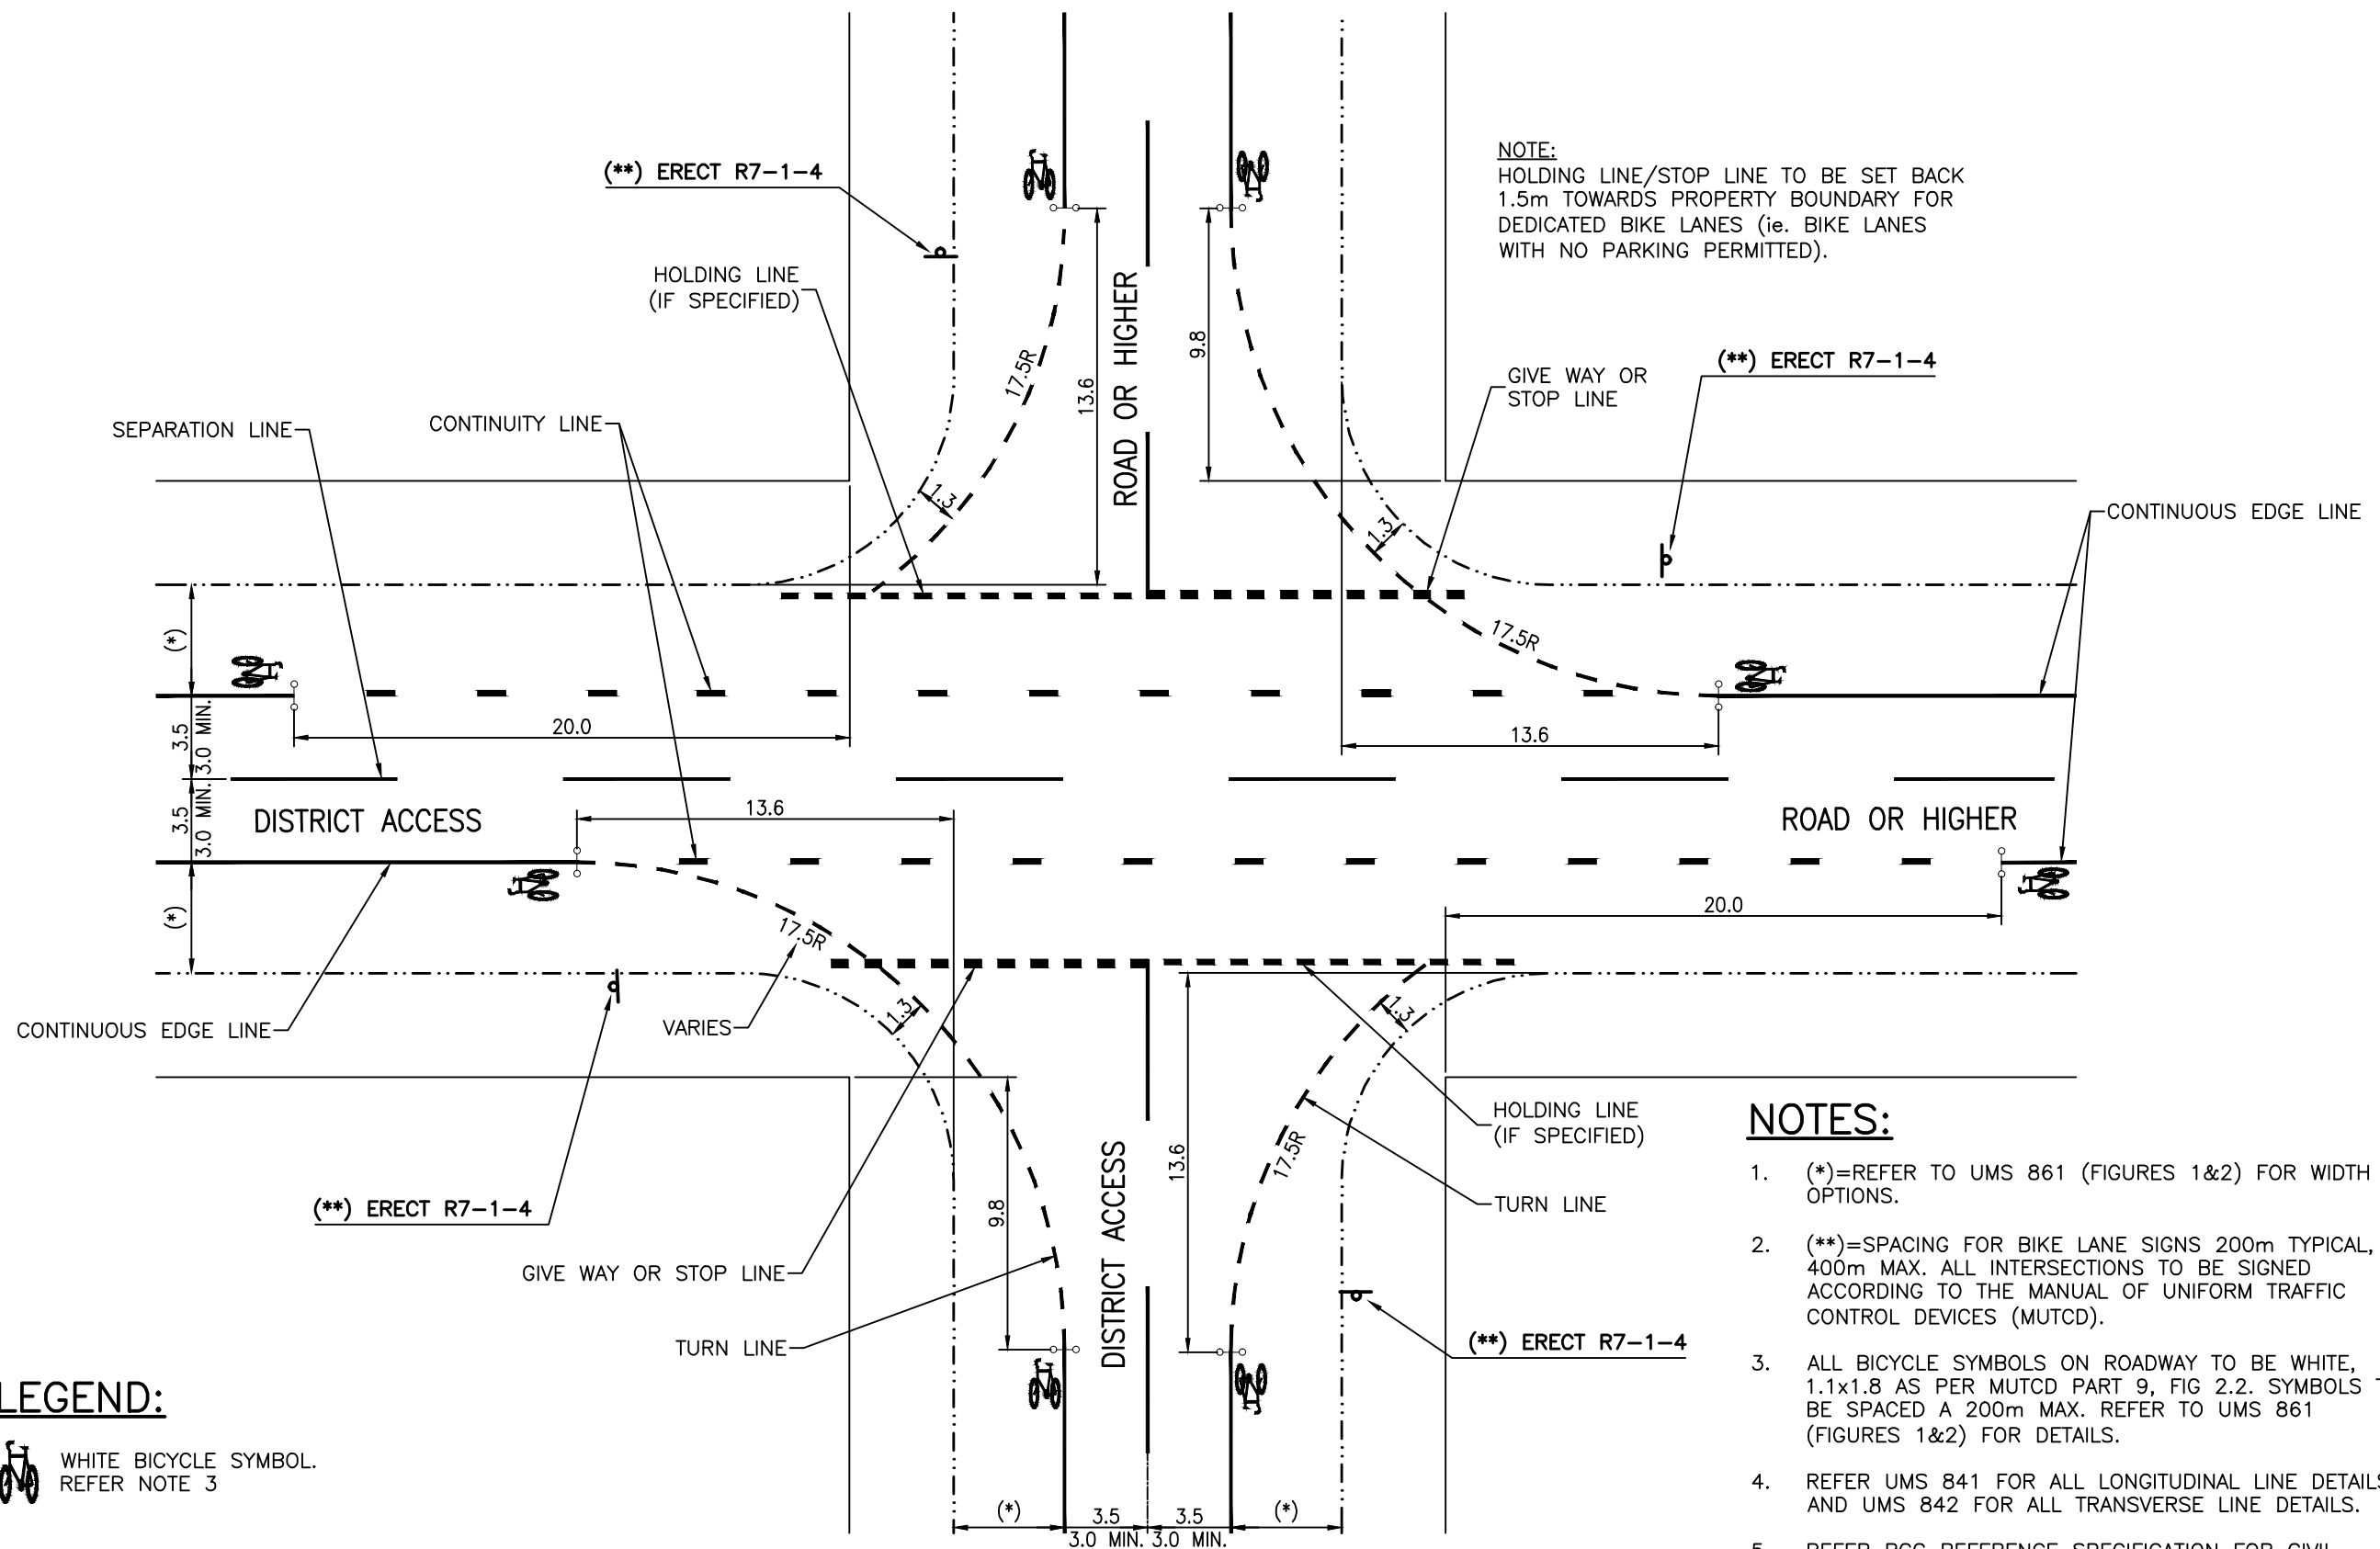 (**) ERECT R7-1-4
HOLDING LINE
(IF SPECIFIED)
NOTE:
HOLDING LINE/STOP LINE TO BE SET BACK
1.5m TOWARDS PROPERTY BOUNDARY FOR
DEDICATED BIKE LANES (ie. BIKE LANES
WITH NO PARKING PERMITTED).
17.5R
13.6
ROAD OR HIGHER
9.8
GIVE WAY OR
STOP LINE
(**) ERECT R7-1-4
SEPARATION LINE
CONTINUITY LINE
1.3
1.3
CONTINUOUS EDGE LINE
17.5R
(*)
3.5
3.0 MIN.
20.0
13.6
3.5
3.0 MIN.
DISTRICT ACCESS
13.6
ROAD OR HIGHER
(*)
17.5R
20.0
CONTINUOUS EDGE LINE
VARIES
1.3
1.3
(**) ERECT R7-1-4
9.8
DISTRICT ACCESS
13.6
17.5R
HOLDING LINE
(IF SPECIFIED)
TURN LINE
GIVE WAY OR STOP LINE
TURN LINE
(**) ERECT R7-1-4
(*)
3.5
3.5
(*)
3.0 MIN.
3.0 MIN.
LEGEND:
WHITE BICYCLE SYMBOL.
REFER NOTE 3
NOTES:
1. (*)=REFER TO UMS 861 (FIGURES 1&2) FOR WIDTH
OPTIONS.
2. (**)=SPACING FOR BIKE LANE SIGNS 200m TYPICAL,
400m MAX. ALL INTERSECTIONS TO BE SIGNED
ACCORDING TO THE MANUAL OF UNIFORM TRAFFIC
CONTROL DEVICES (MUTCD).
3. ALL BICYCLE SYMBOLS ON ROADWAY TO BE WHITE,
1.1x1.8 AS PER MUTCD PART 9, FIG 2.2. SYMBOLS
BE SPACED A 200m MAX. REFER TO UMS 861
(FIGURES 1&2) FOR DETAILS.
4. REFER UMS 841 FOR ALL LONGITUDINAL LINE DETAILS
AND UMS 842 FOR ALL TRANSVERSE LINE DETAILS.